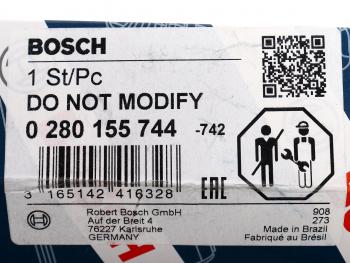 BOSCH
1 St/Pc
DO NOT MODIFY
0 280 155 744 -742
3 165142 416328
EAC
Robert Bosch GmbH
Auf der Breit 4
76227 Karlsruhe
GERMANY
908
273
Made in Brazil
Fabriqué au Brésil